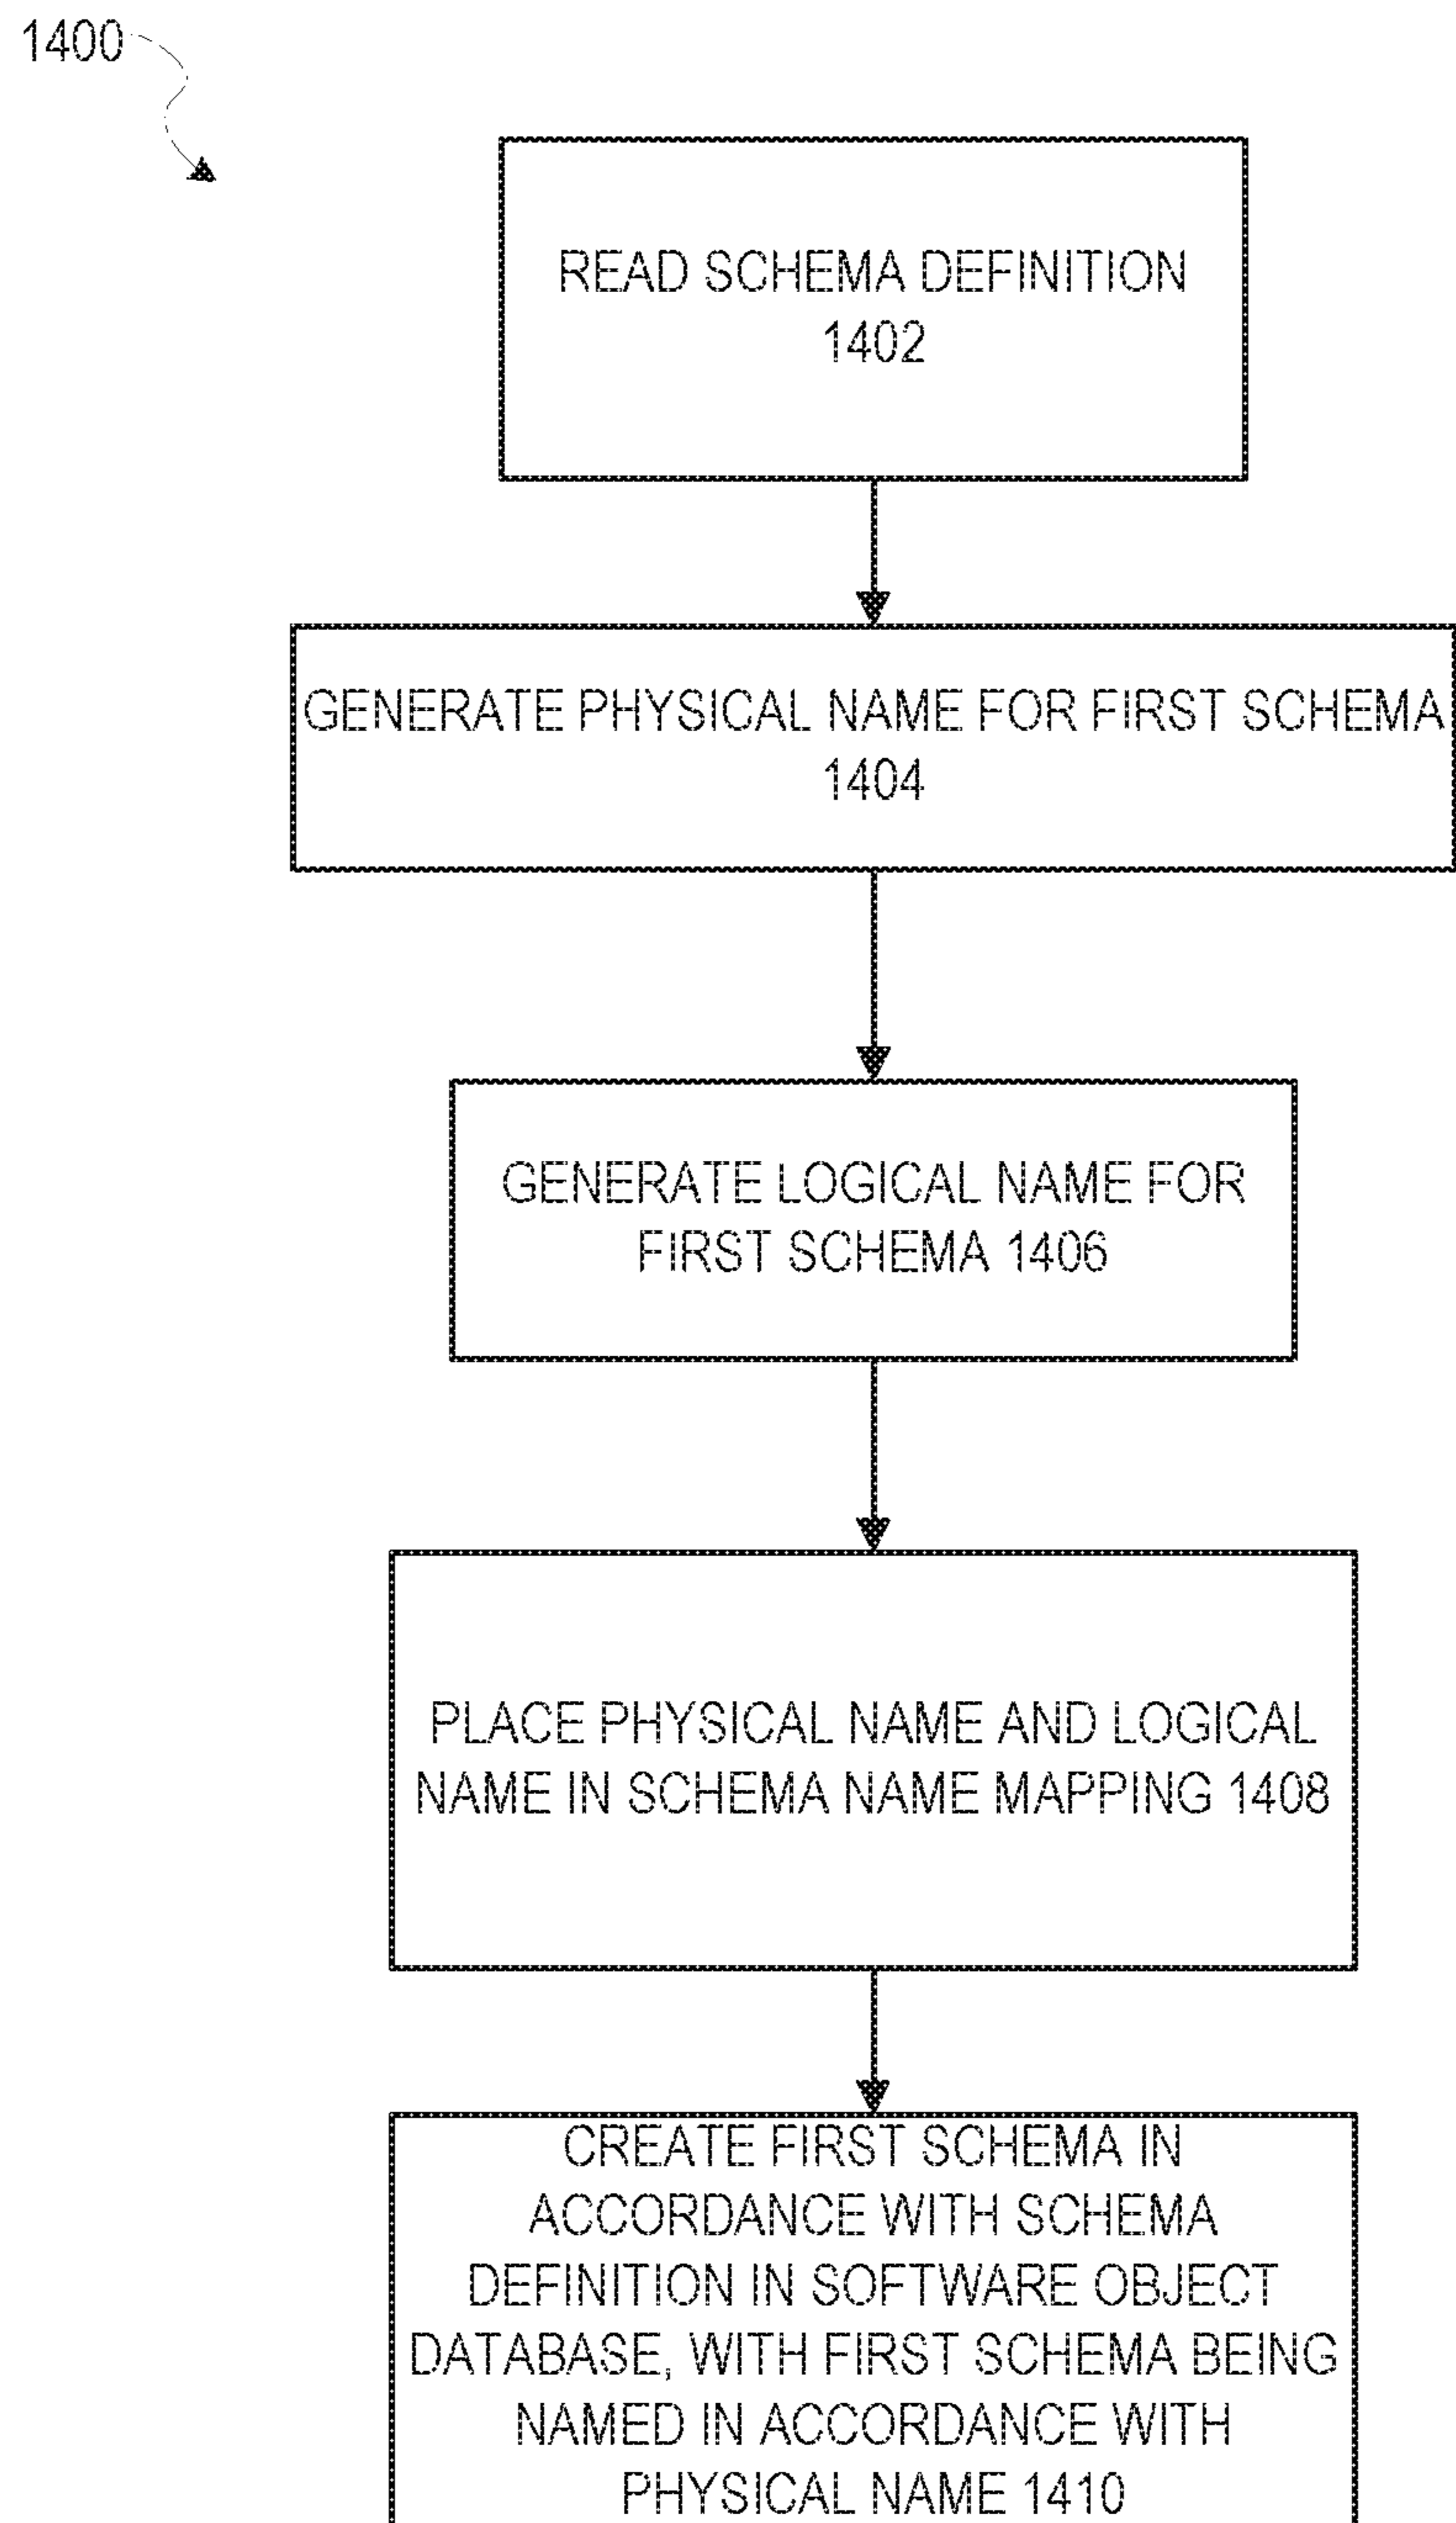 1400
READ SCHEMA DEFINITION
1402
GENERATE PHYSICAL NAME FOR FIRST SCHEMA
1404
GENERATE LOGICAL NAME FOR
FIRST SCHEMA 1406
PLACE PHYSICAL NAME AND LOGICAL
NAME IN SCHEMA NAME MAPPING 1408
CREATE FIRST SCHEMA IN
ACCORDANCE WITH SCHEMA
DEFINITION IN SOFTWARE OBJECT
DATABASE, WITH FIRST SCHEMA BEING
NAMED IN ACCORDANCE WITH
PHYSICAL NAME 1410